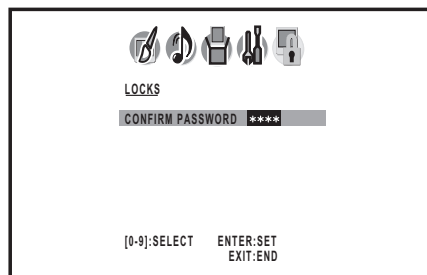 LOCKS
CONFIRM PASSWORD ****
[0-9]:SELECT ENTER:SET
EXIT:END